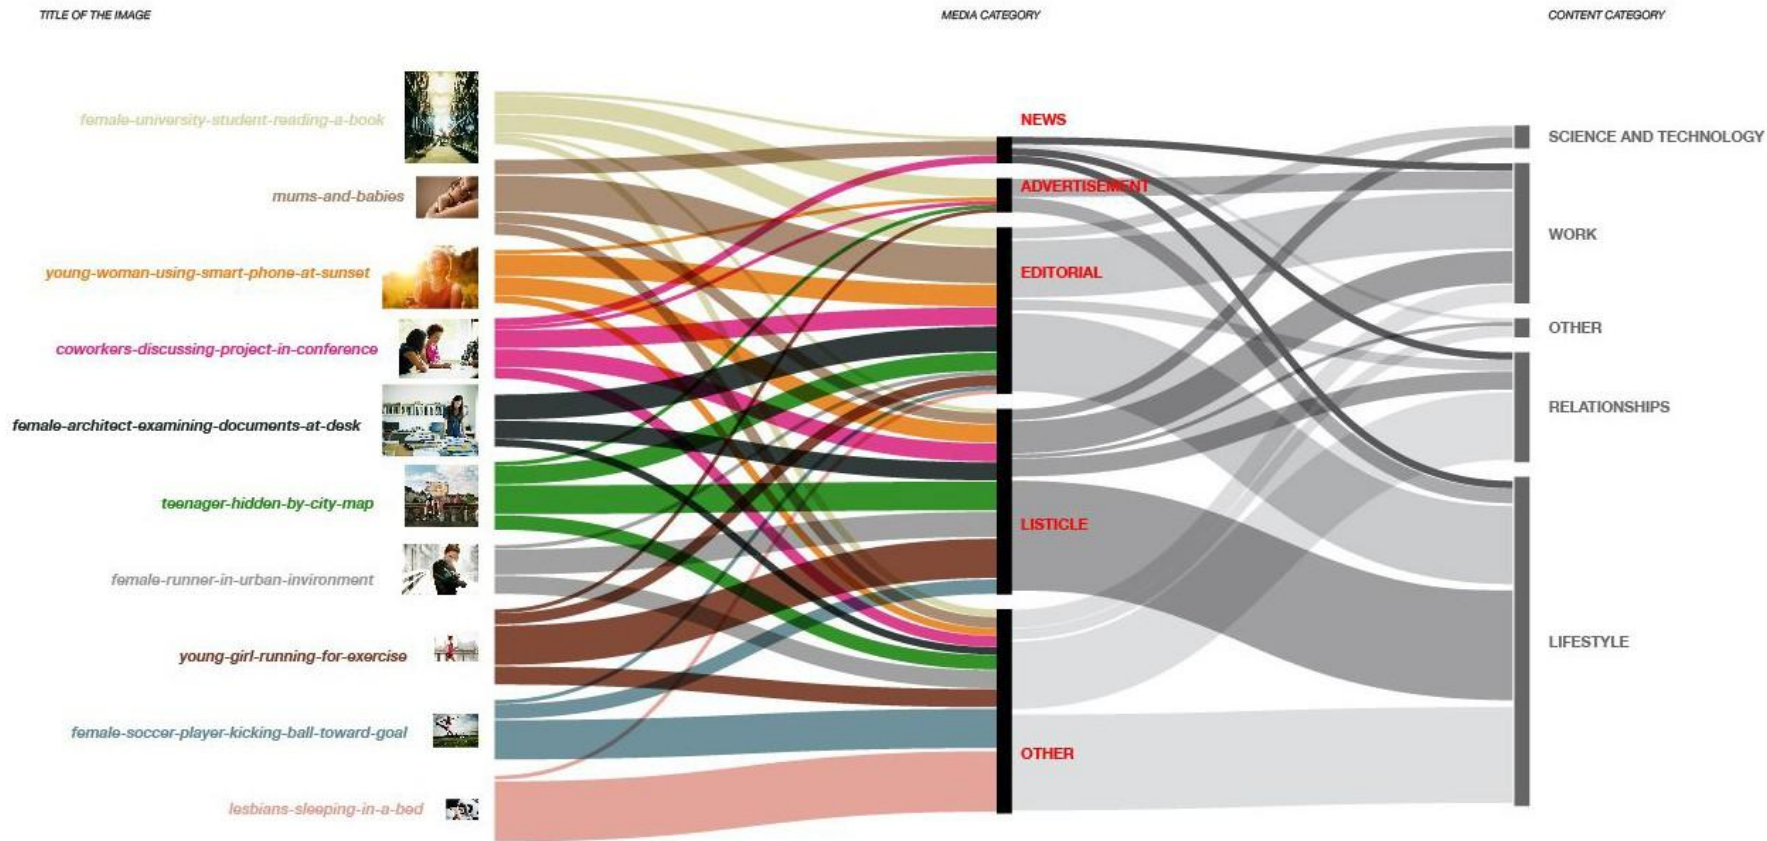 TITLE OF THE IMAGE
MEDIA CATEGORY
CONTENT CATEGORY
female-university-student-reading-a-book
mums-and-babies
young-woman-using-smart-phone-at-sunset
coworkers-discussing-project-in-conference
female-architect-examining-documents-at-desk
teenager-hidden-by-city-map
female-runner-in-urban-invironment
young-girl-running-for-exercise
female-soccer-player-kicking-ball-toward-goal
lesbians-sleeping-in-a-bed
NEWS
ADVERTISEMENT
EDITORIAL
LISTICLE
OTHER
SCIENCE AND TECHNOLOGY
WORK
OTHER
RELATIONSHIPS
LIFESTYLE